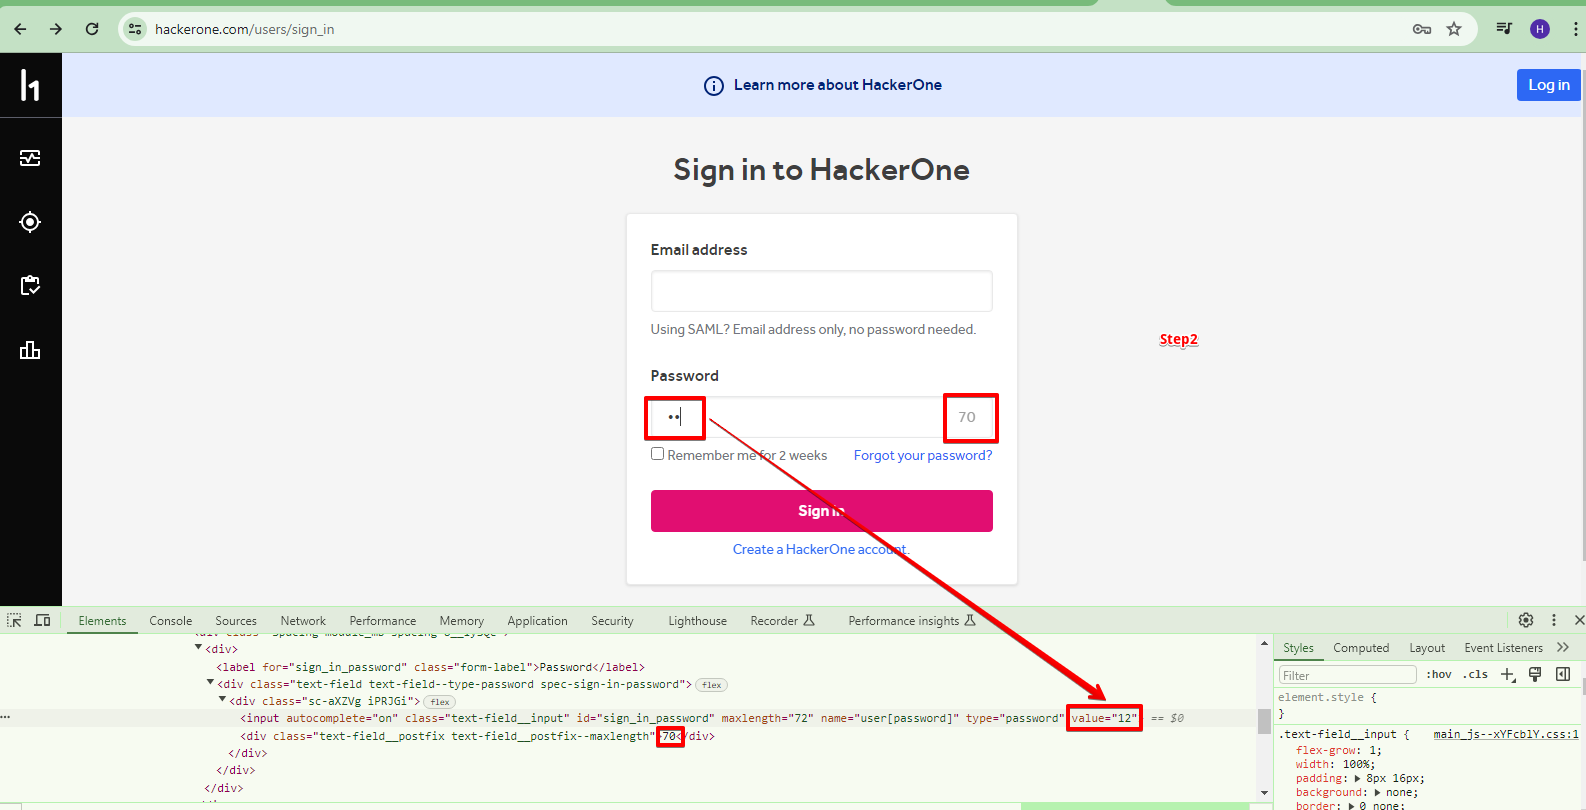 hackerone.com/users/sign_in
H
h1
Learn more about HackerOne
Log in
Sign in to HackerOne
Email address
Using SAML? Email address only, no password needed.
Step2
Password
••
70
Remember me for 2 weeks
Forgot your password?
Sign in
Create a HackerOne account.
Elements Console Sources Network Performance Memory Application Security Lighthouse Recorder Performance insights
<div>
<label for="sign_in_password" class="form-label">Password</label>
<div class="text-field text-field--type-password spec-sign-in-password"> flex
<div class="sc-aXZVg iPRJGi"> flex
<input autocomplete="on" class="text-field__input" id="sign_in_password" maxlength="72" name="user[password]" type="password" value="12" == $0
<div class="text-field__postfix text-field__postfix--maxlength">70</div>
</div>
</div>
</div>
Styles Computed Layout Event Listeners
Filter :hov .cls
element.style {
}
.text-field__input { main_js--xYFcblY.css:1
flex-grow: 1;
width: 100%;
padding: 8px 16px;
background: none;
border: 0 none;